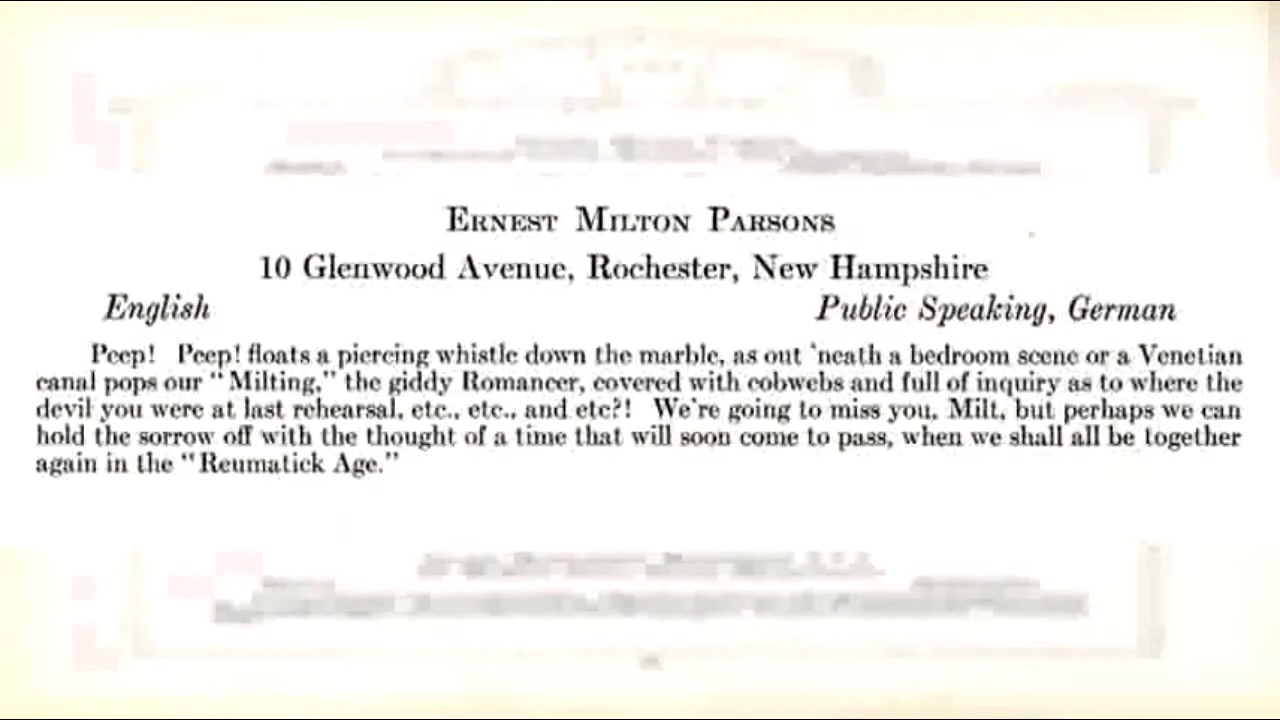 ERNEST MILTON PARSONS
10 Glenwood Avenue, Rochester, New Hampshire
English Public Speaking, German
Peep! Peep! floats a piercing whistle down the marble, as out 'neath a bedroom scene or a Venetian
canal pops our "Milting," the giddy Romancer, covered with cobwebs and full of inquiry as to where the
devil you were at last rehearsal, etc., etc., and etc?! We're going to miss you, Milt, but perhaps we can
hold the sorrow off with the thought of a time that will soon come to pass, when we shall all be together
again in the "Reumatick Age."